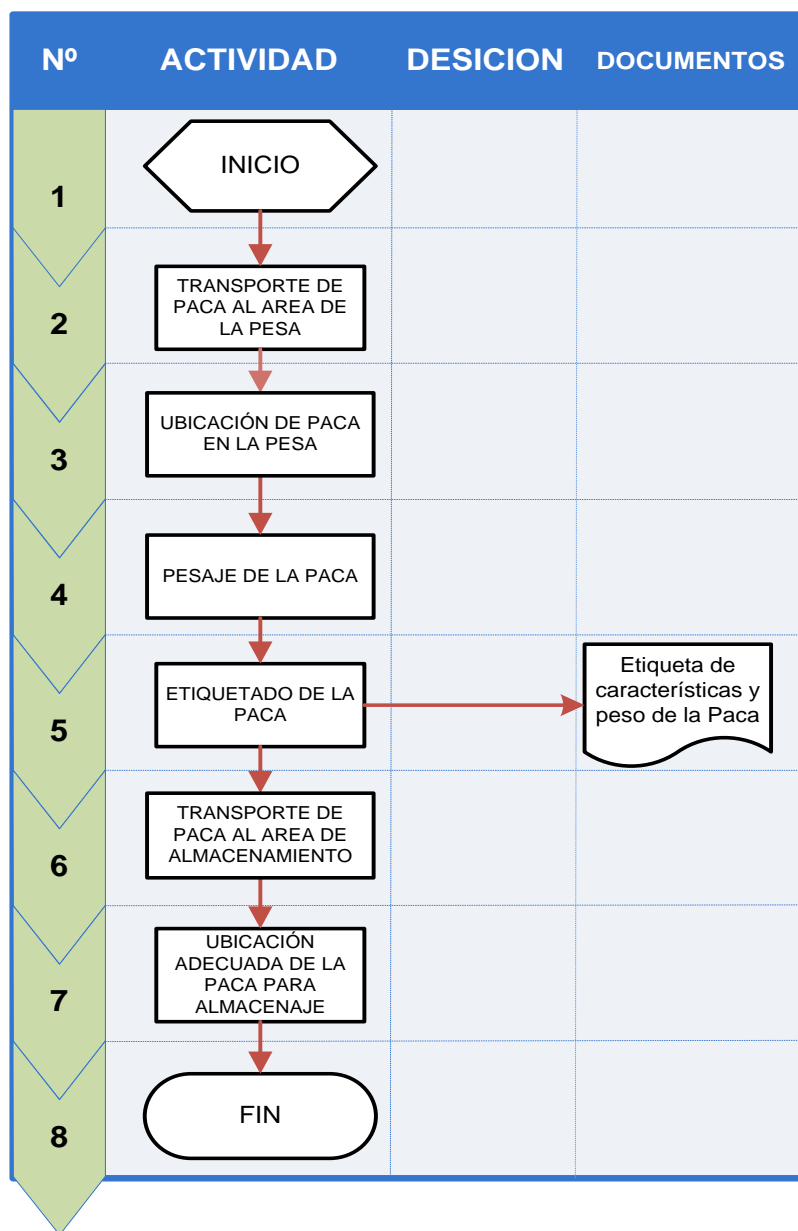 Nº ACTIVIDAD DESICION DOCUMENTOS
1
INICIO
2
TRANSPORTE DE
PACA AL AREA DE
LA PESA
3
UBICACIÓN DE PACA
EN LA PESA
4
PESAJE DE LA PACA
5
ETIQUETADO DE LA
PACA
Etiqueta de
características y
peso de la Paca
6
TRANSPORTE DE
PACA AL AREA DE
ALMACENAMIENTO
7
UBICACIÓN
ADECUADA DE LA
PACA PARA
ALMACENAJE
8
FIN